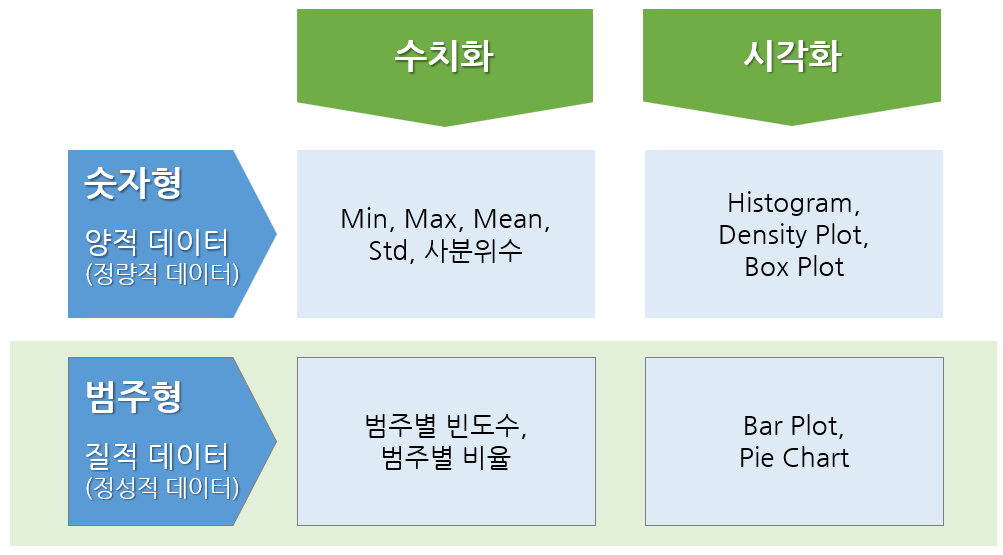 수치화
시각화
숫자형
양적 데이터
(정량적 데이터)
Min, Max, Mean,
Std, 사분위수
Histogram,
Density Plot,
Box Plot
범주형
질적 데이터
(정성적 데이터)
범주별 빈도수,
범주별 비율
Bar Plot,
Pie Chart